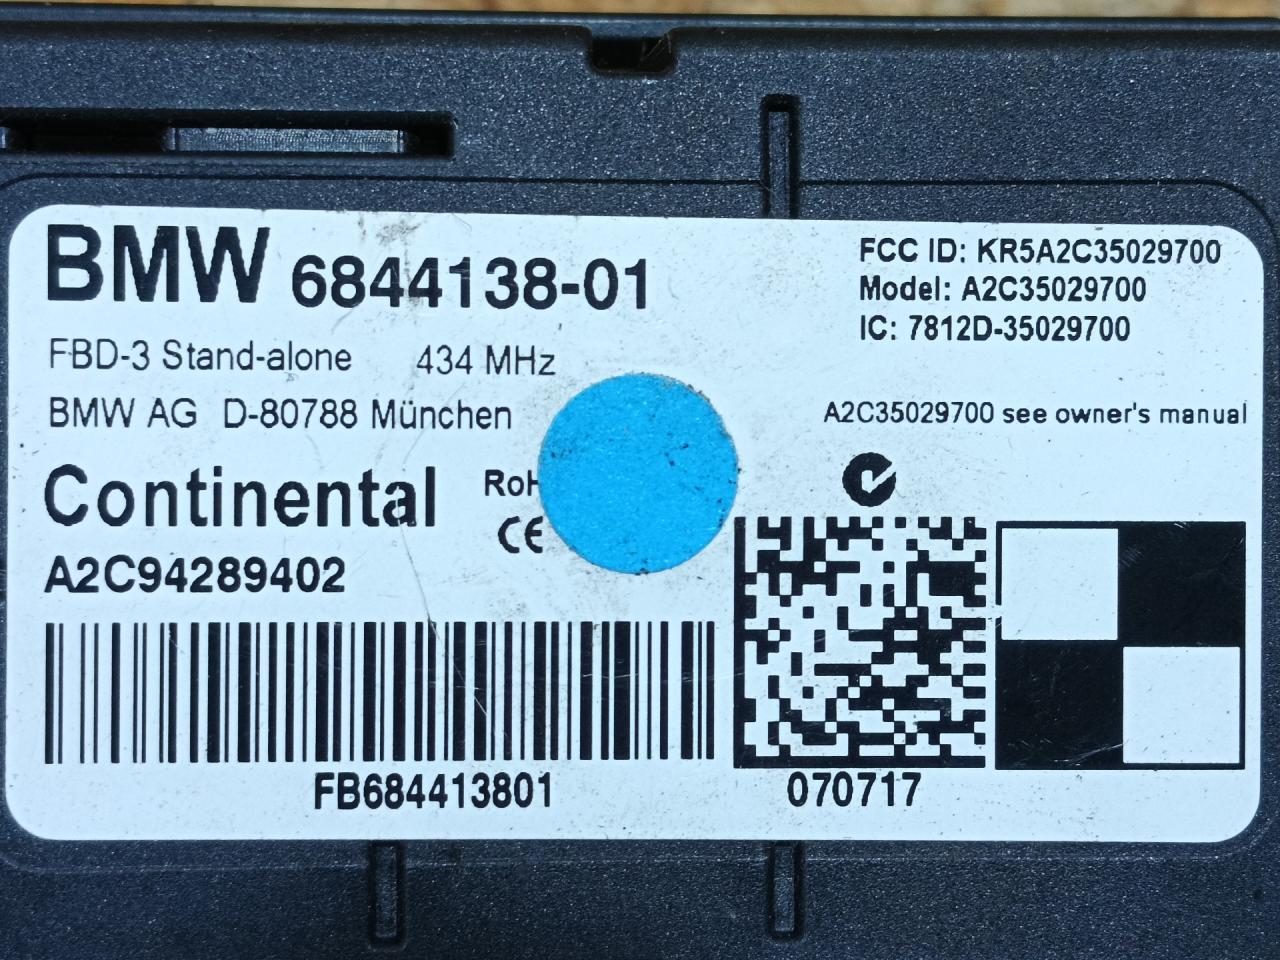 BMW 6844138-01
FCC ID: KR5A2C35029700
Model: A2C35029700
IC: 7812D-35029700
FBD-3 Stand-alone 434 MHz
BMW AG D-80788 München
A2C35029700 see owner's manual
Continental
CE
A2C94289402
FB684413801
070717